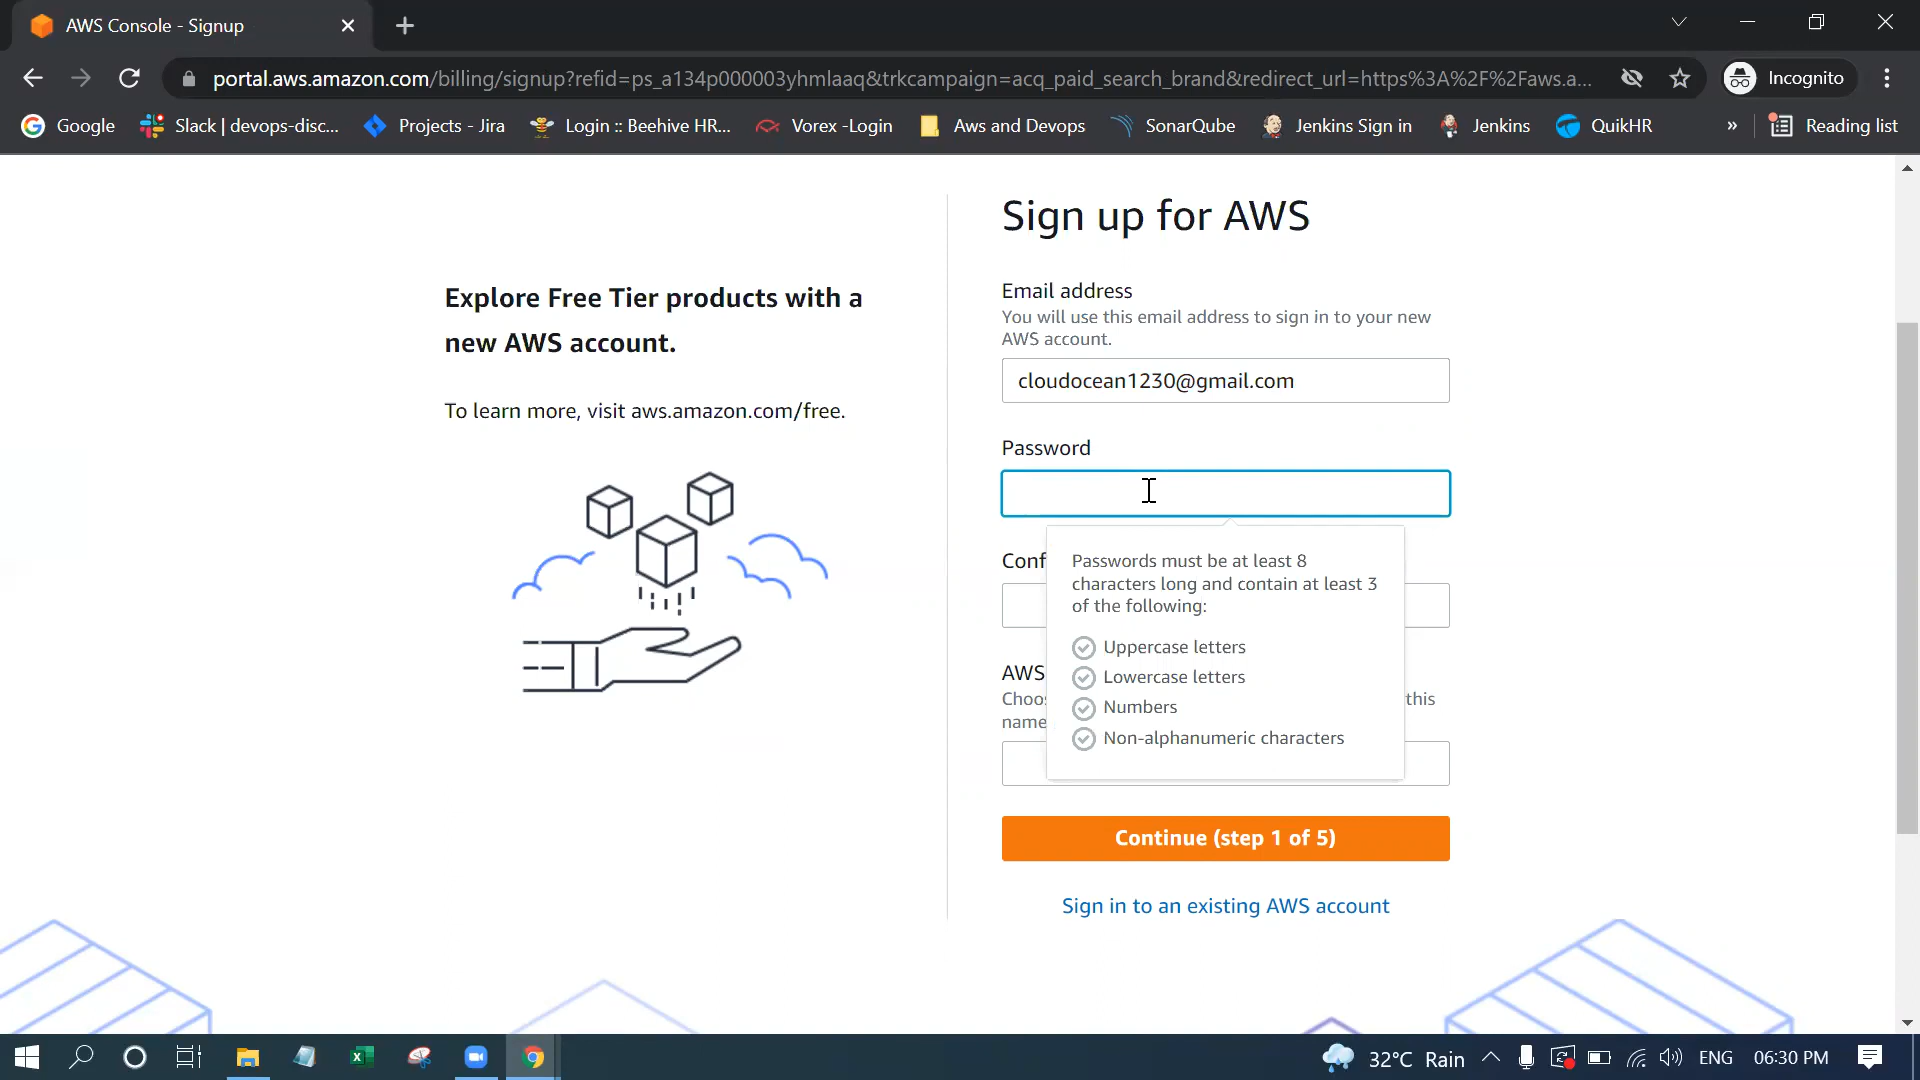 AWS Console - Signup
portal.aws.amazon.com/billing/signup?refid=ps_a134p000003yhmlaaq&trkcampaign=acq_paid_search_brand&redirect_url=https%3A%2F%2Faws.a...
Incognito
Google
Slack | devops-disc...
Projects - Jira
Login :: Beehive HR...
Vorex -Login
Aws and Devops
SonarQube
Jenkins Sign in
Jenkins
QuikHR
»
Reading list
Explore Free Tier products with a
new AWS account.
To learn more, visit aws.amazon.com/free.
Sign up for AWS
Email address
You will use this email address to sign in to your new
AWS account.
cloudocean1230@gmail.com
Password
Passwords must be at least 8
characters long and contain at least 3
of the following:
Uppercase letters
Lowercase letters
Numbers
Non-alphanumeric characters
Conf
AWS
Choo
this
name
Continue (step 1 of 5)
Sign in to an existing AWS account
32°C Rain
ENG
06:30 PM